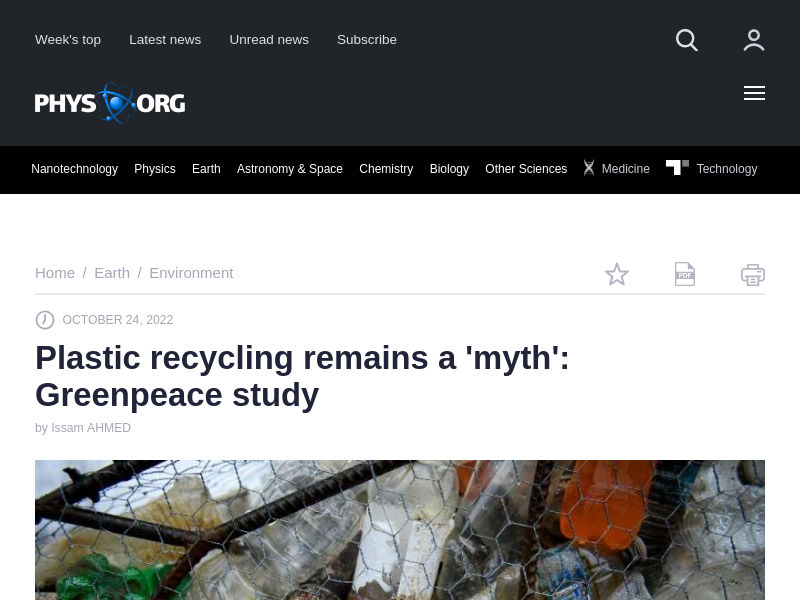 Week's top Latest news Unread news Subscribe
PHYS ORG
Nanotechnology Physics Earth Astronomy & Space Chemistry Biology Other Sciences Medicine Technology
Home / Earth / Environment
PDF
OCTOBER 24, 2022
Plastic recycling remains a 'myth':
Greenpeace study
by Issam AHMED